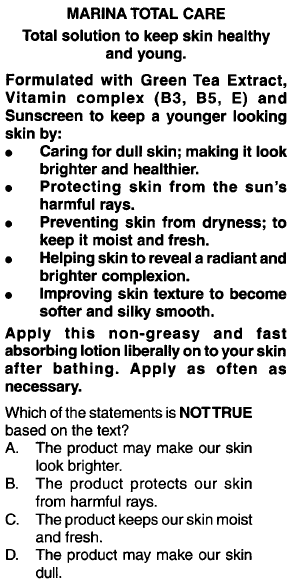 MARINA TOTAL CARE
Total solution to keep skin healthy
and young.
Formulated with Green Tea Extract,
Vitamin complex (B3, B5, E) and
Sunscreen to keep a younger looking
skin by:
• Caring for dull skin; making it look
brighter and healthier.
• Protecting skin from the sun's
harmful rays.
• Preventing skin from dryness; to
keep it moist and fresh.
• Helping skin to reveal a radiant and
brighter complexion.
• Improving skin texture to become
softer and silky smooth.
Apply this non-greasy and fast
absorbing lotion liberally on to your skin
after bathing. Apply as often as
necessary.
Which of the statements is NOT TRUE
based on the text?
A. The product may make our skin
look brighter.
B. The product protects our skin
from harmful rays.
C. The product keeps our skin moist
and fresh.
D. The product may make our skin
dull.